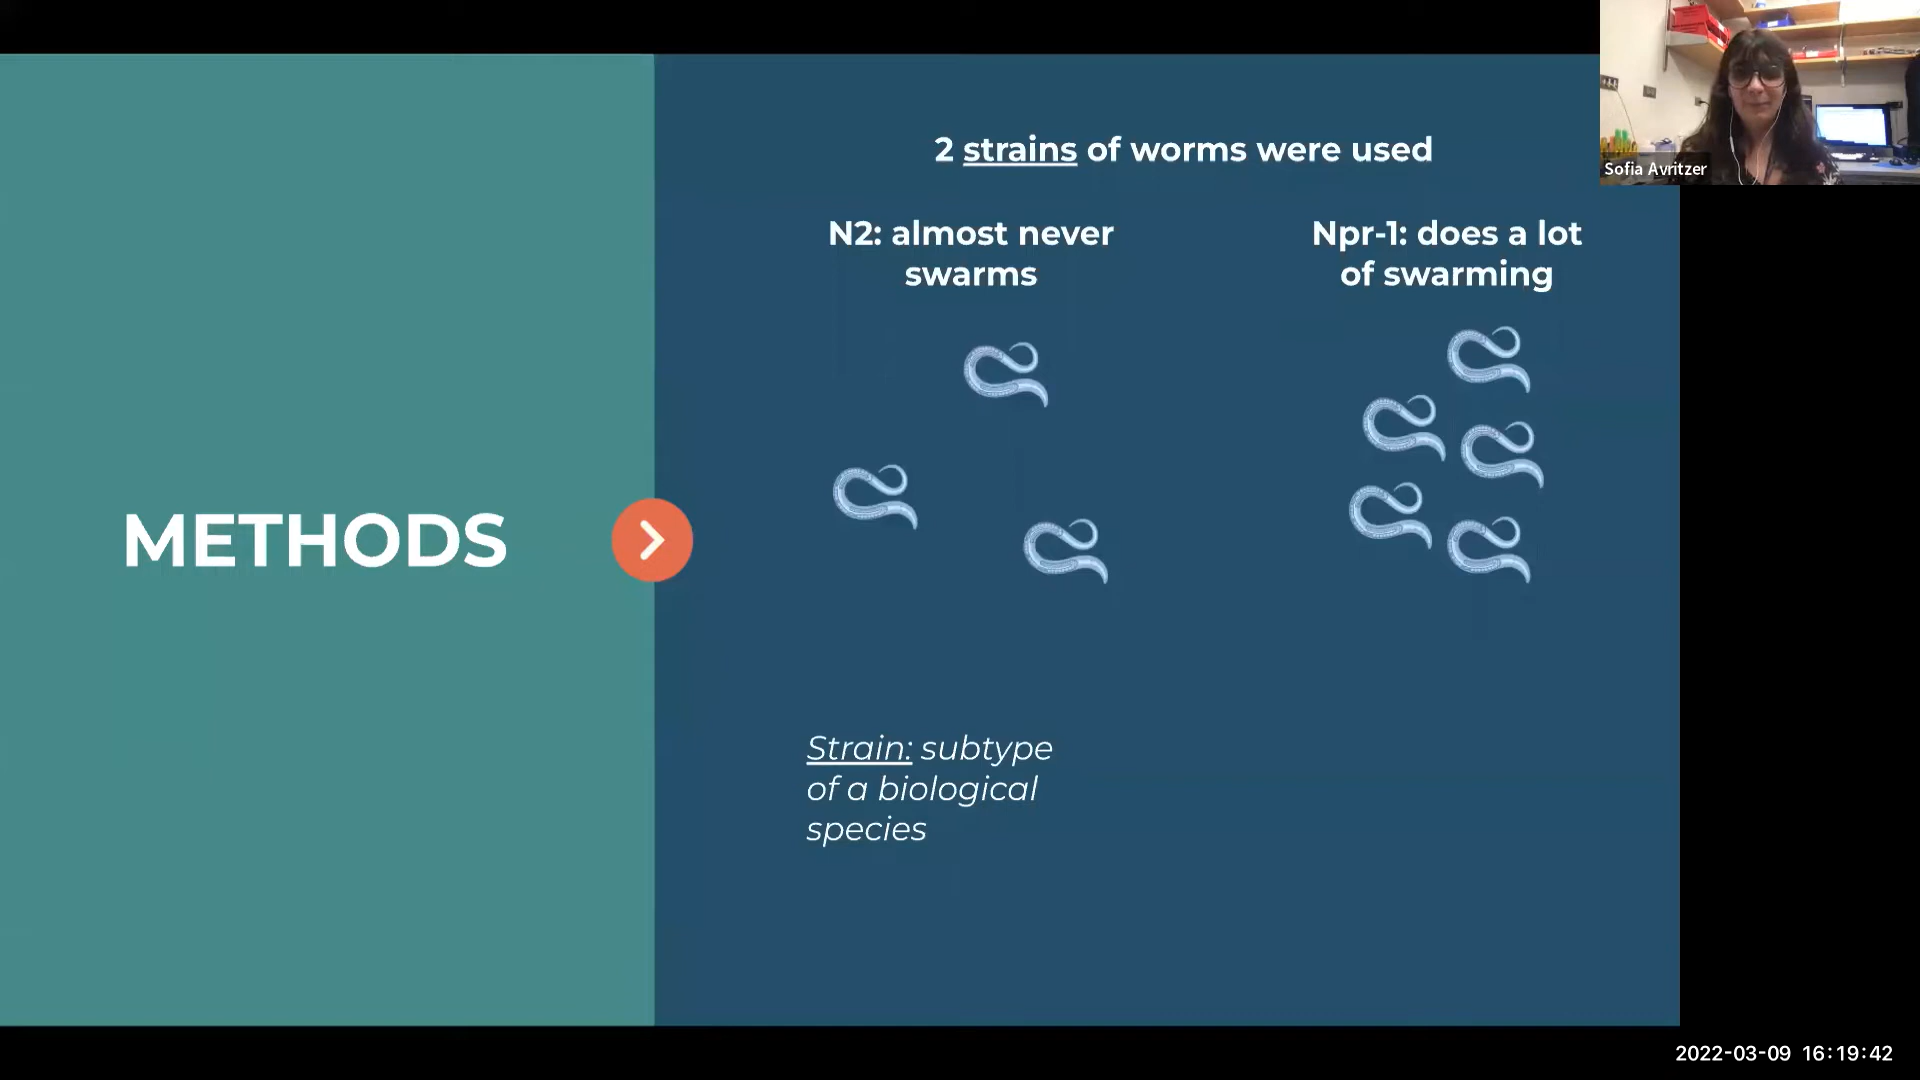 2 strains of worms were used
N2: almost never
swarms
Npr-1: does a lot
of swarming
METHODS
Strain: subtype
of a biological
species
Sofia Avritzer
2022-03-09 16:19:42